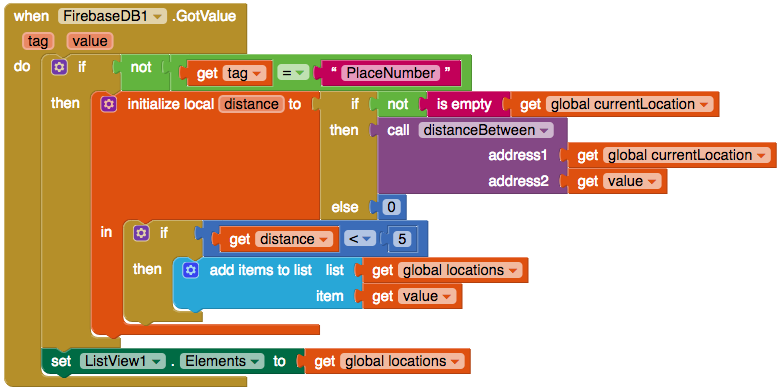 when FirebaseDB1 .GotValue
tag value
do if not get tag = “ PlaceNumber ”
then initialize local distance to if not is empty get global currentLocation
then call distanceBetween
address1 get global currentLocation
address2 get value
else 0
in if get distance < 5
then add items to list list get global locations
item get value
set ListView1 . Elements to get global locations